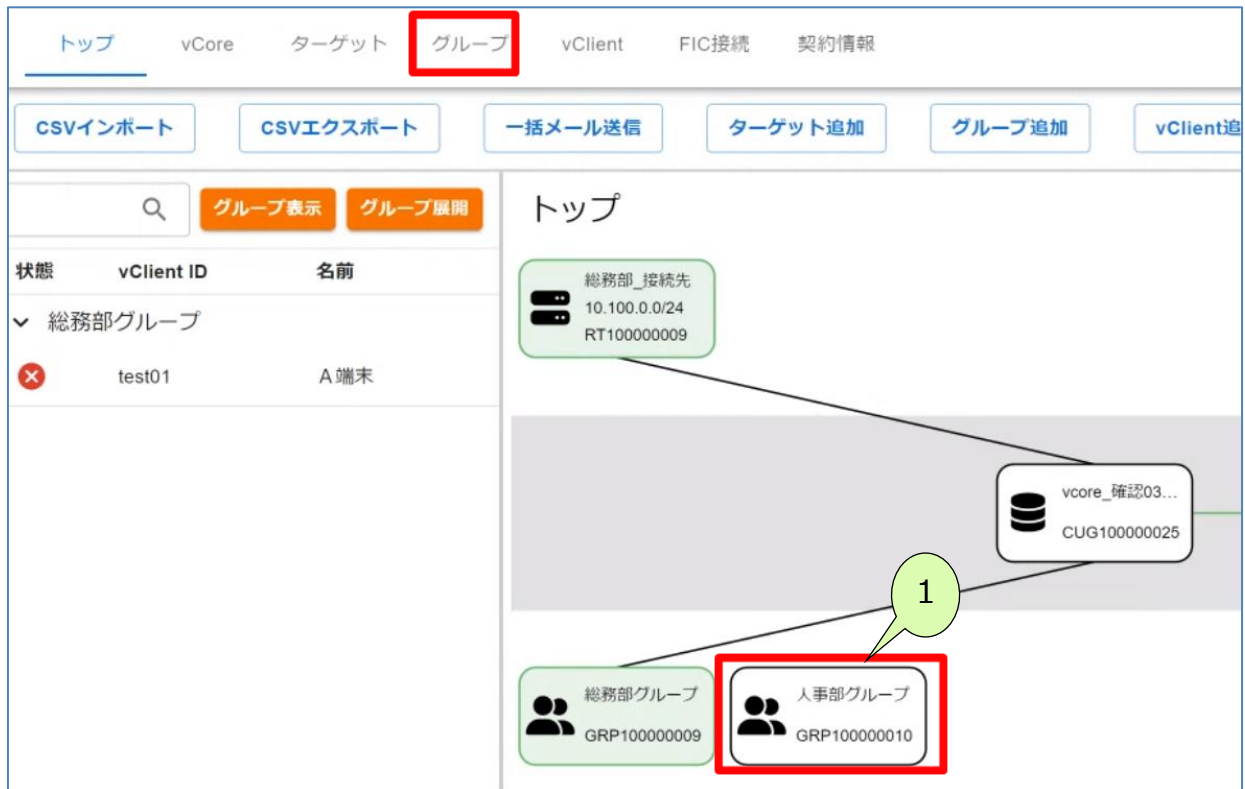 トップ vCore ターゲット グループ vClient FIC接続 契約情報
CSVインポート CSVエクスポート 一括メール送信 ターゲット追加 グループ追加 vClient追
グループ表示 グループ展開
状態 vClient ID 名前
総務部グループ
test01 A端末
トップ
総務部_接続先
10.100.0.0/24
RT100000009
vcore_確認03...
CUG100000025
1
総務部グループ
GRP100000009
人事部グループ
GRP100000010